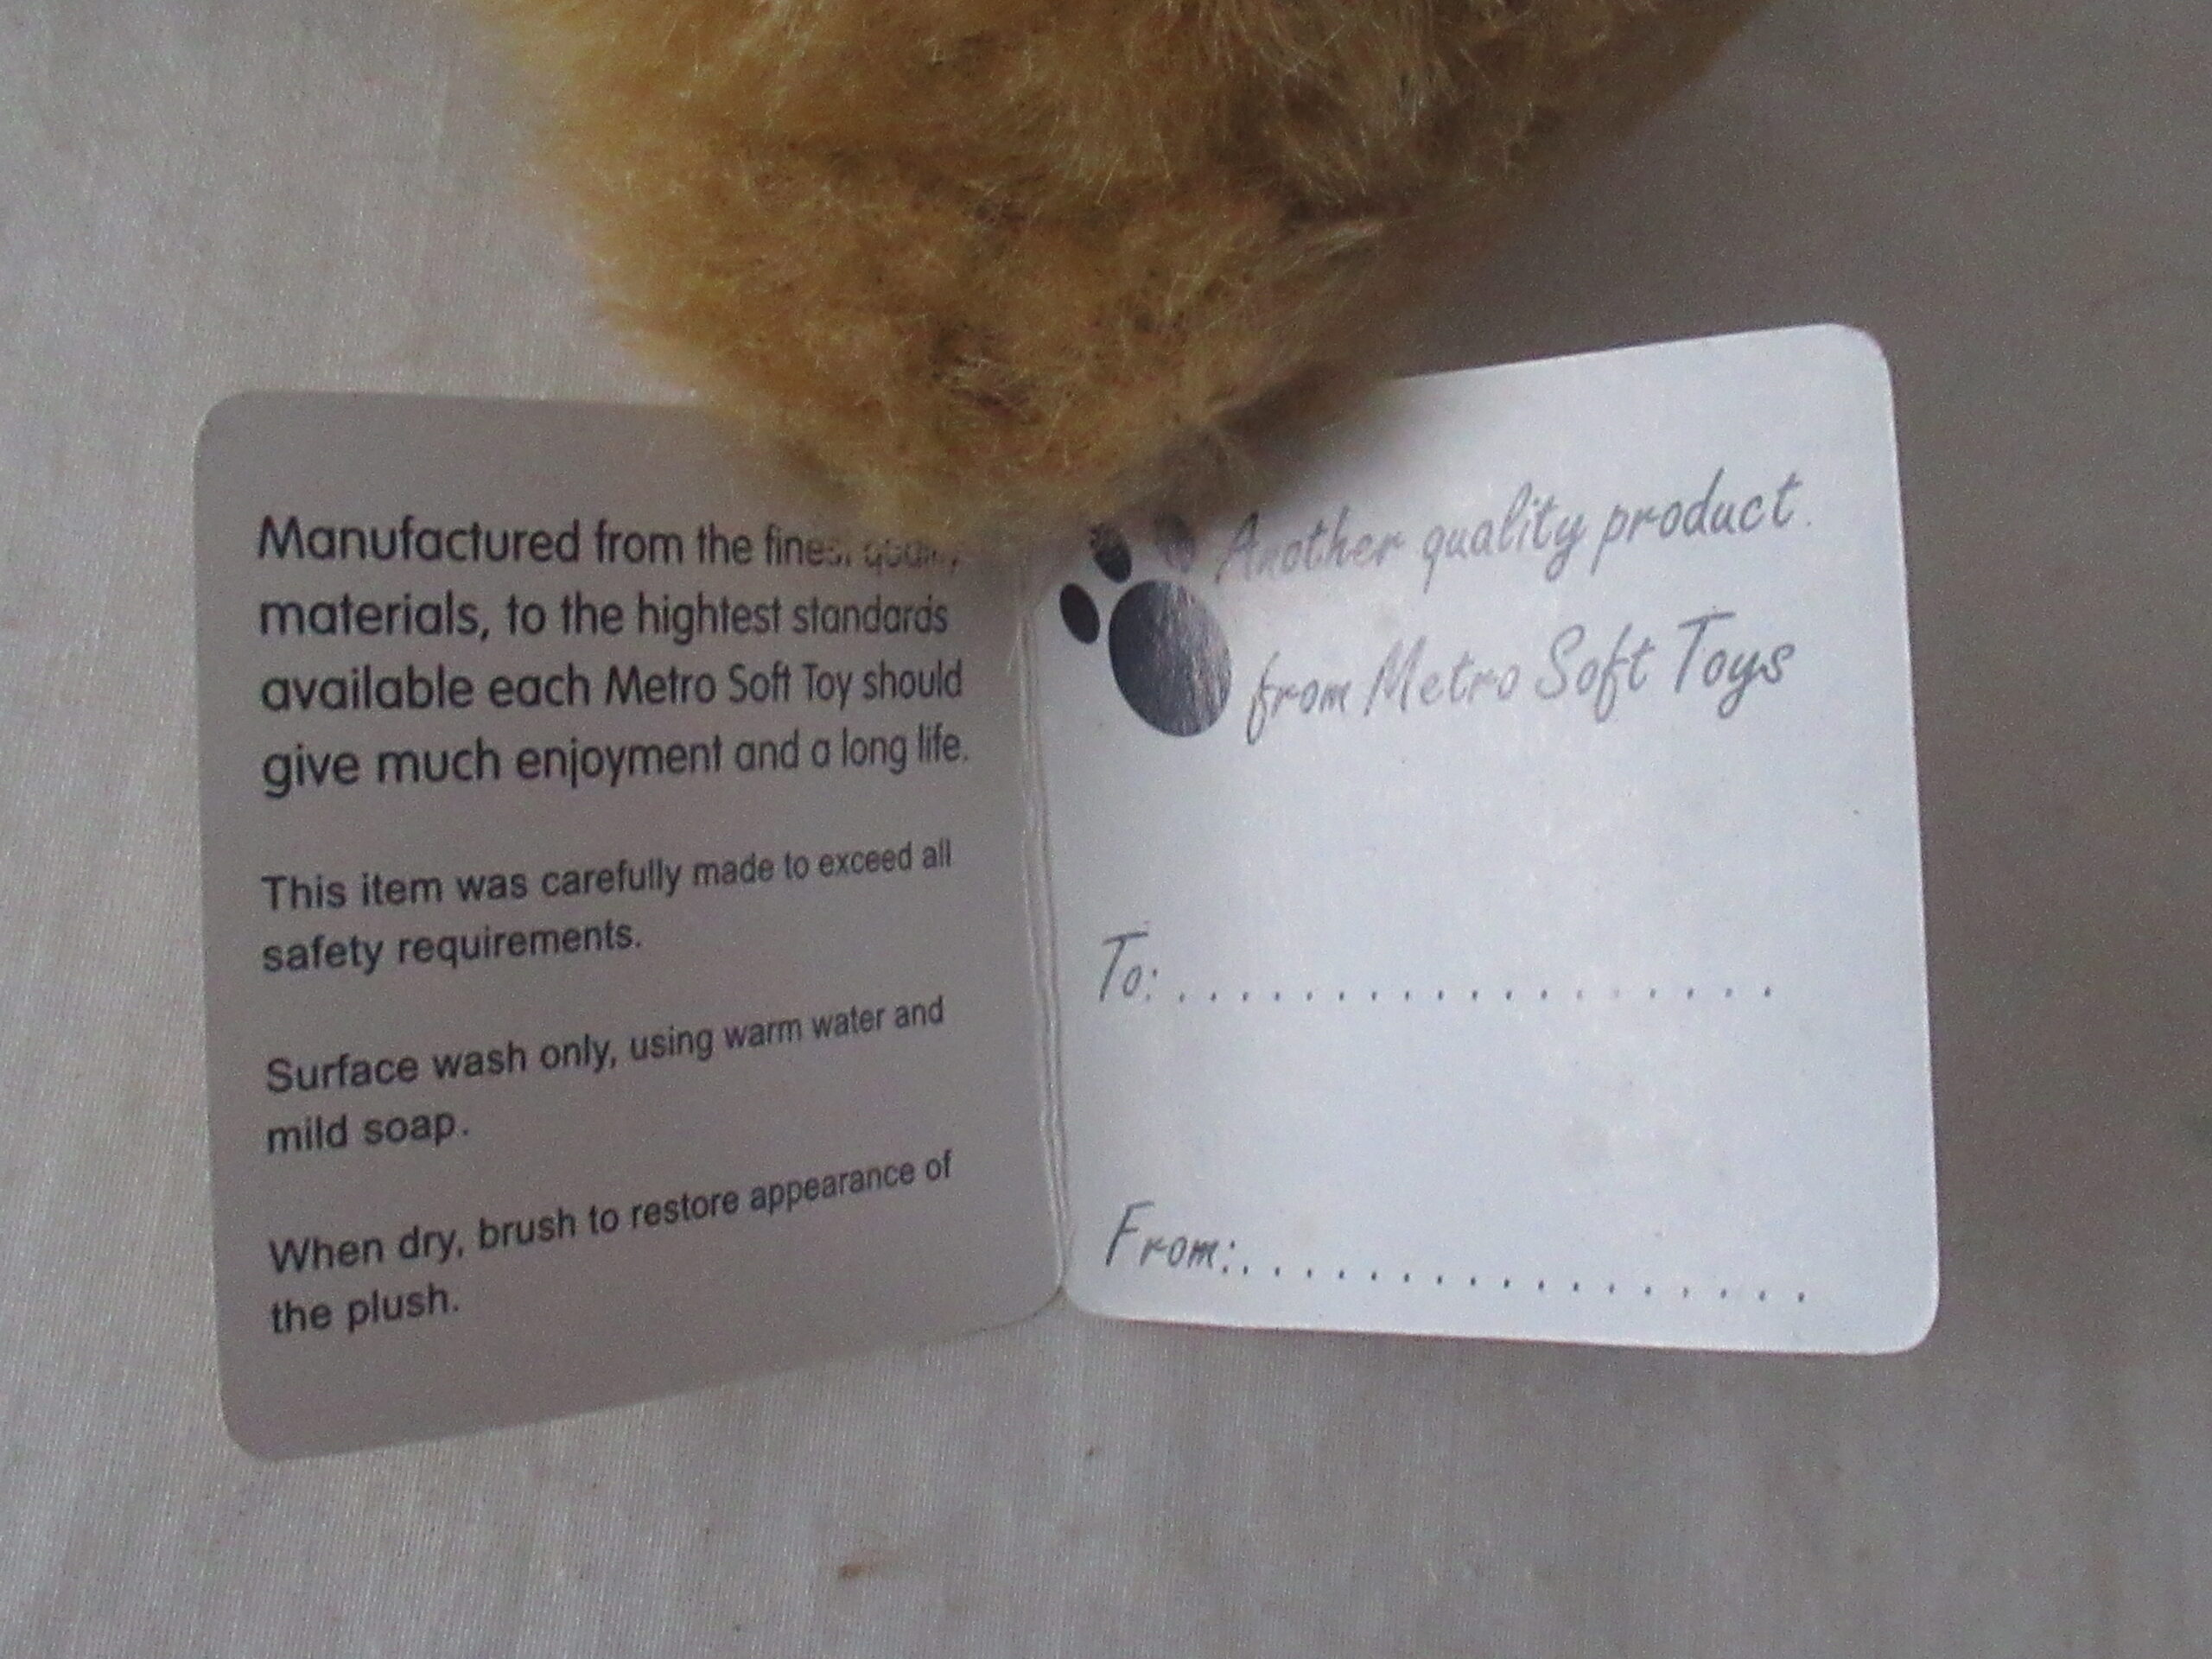 Manufactured from the finest quality
materials, to the hightest standards
available each Metro Soft Toy should
give much enjoyment and a long life.
This item was carefully made to exceed all
safety requirements.
Surface wash only, using warm water and
mild soap.
When dry, brush to restore appearance of
the plush.
Another quality product
from Metro Soft Toys
To:...................
From:..................